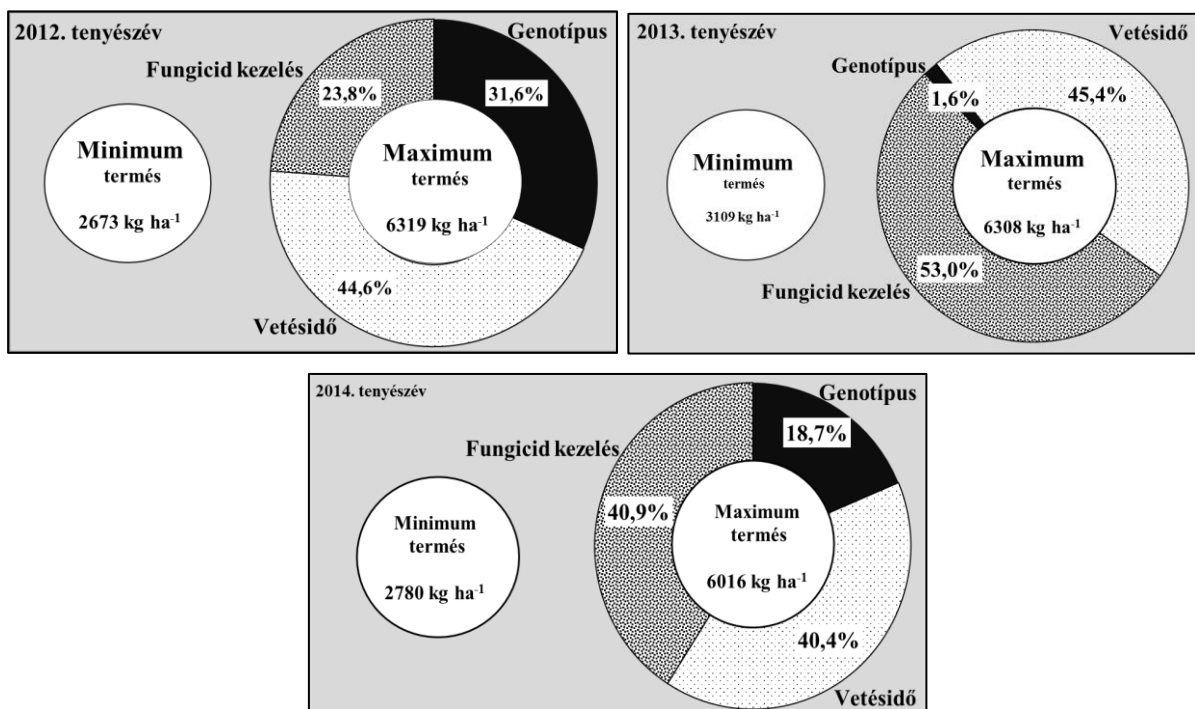 2012. tenyészév
Genotípus
Fungicid kezelés
23,8%
31,6%
Minimum
termés
2673 kg ha-1
Maximum
termés
6319 kg ha-1
44,6%
Vetésidő
2013. tenyészév
Vetésidő
Genotípus
1,6%
45,4%
Minimum
termés
3109 kg ha-1
Maximum
termés
6308 kg ha-1
53,0%
Fungicid kezelés
2014. tenyészév
Genotípus
18,7%
Fungicid kezelés
40,9%
Minimum
termés
2780 kg ha-1
Maximum
termés
6016 kg ha-1
40,4%
Vetésidő